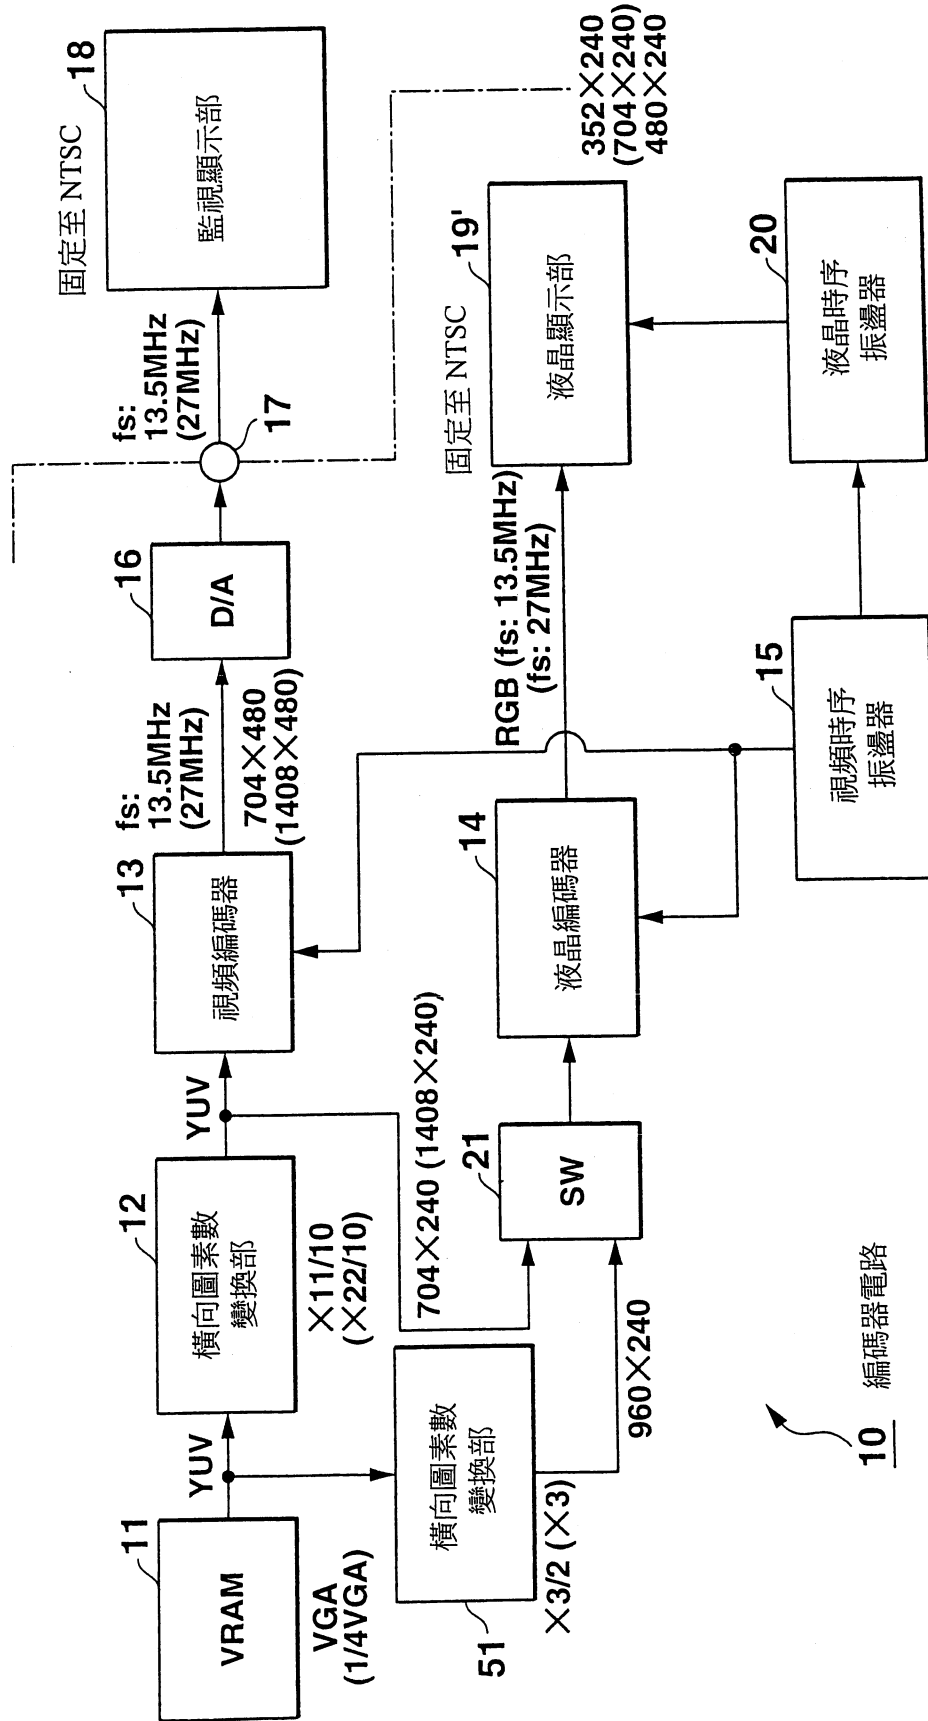 11
VRAM
VGA
(1/4VGA)
YUV
12
橫向圖素數
變換部
×11/10
(×22/10)
YUV
13
視頻編碼器
fs:
13.5MHz
(27MHz)
704×480
(1408×480)
16
D/A
17
fs:
13.5MHz
(27MHz)
固定至 NTSC
18
監視顯示部
51
橫向圖素數
變換部
×3/2 (×3)
960×240
704×240 (1408×240)
21
SW
14
液晶編碼器
RGB (fs: 13.5MHz)
(fs: 27MHz)
固定至 NTSC
19'
液晶顯示部
352×240
(704×240)
480×240
15
視頻時序
振盪器
20
液晶時序
振盪器
10
編碼器電路